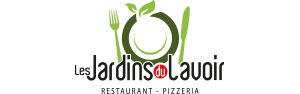 Les Jardins du Lavoir
RESTAURANT - PIZZERIA